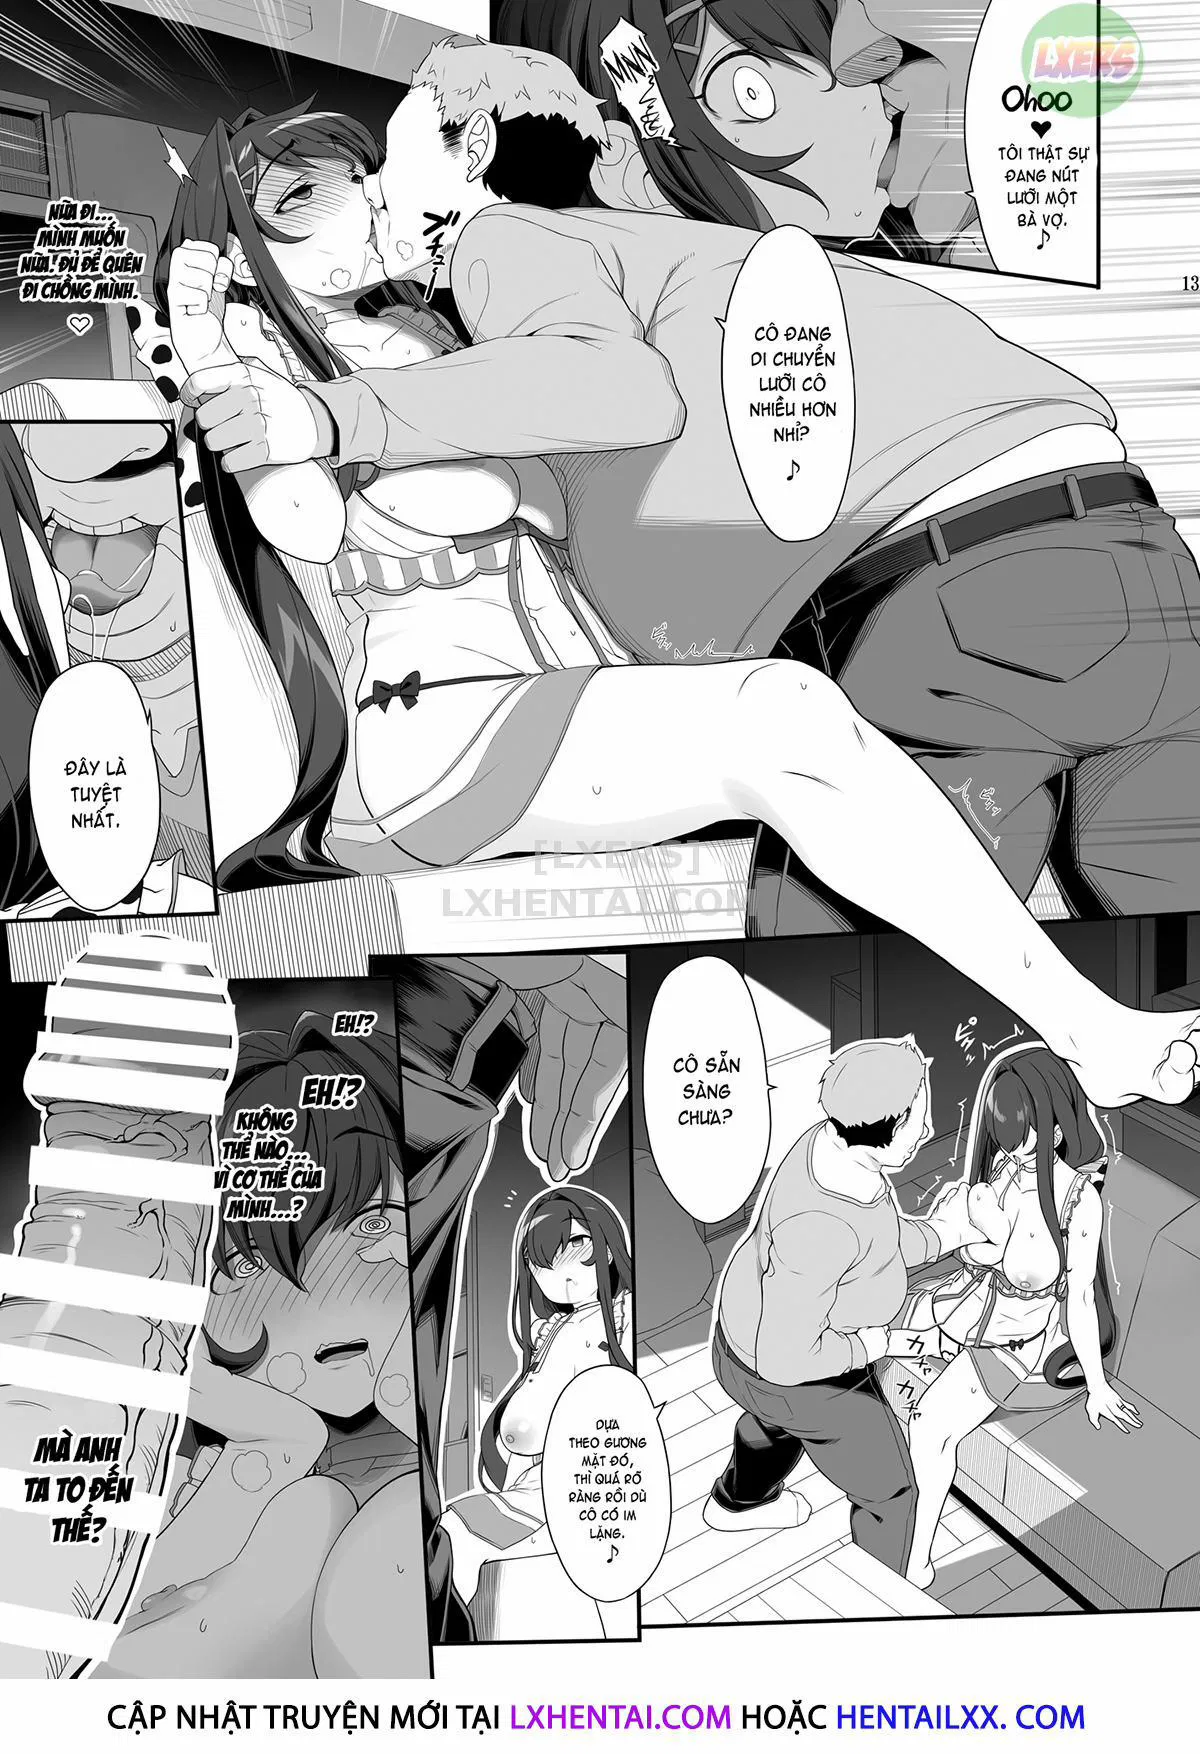 LXERS
Ohoo
♥
TÔI THẬT SỰ
ĐANG NÚT
LƯỠI MỘT
BÀ VỢ.
♪
13
NỮA ĐI...
MÌNH MUỐN
NỮA. ĐỦ ĐỂ QUÊN
ĐI CHỒNG MÌNH.
♡
CÔ ĐANG
DI CHUYỂN
LƯỠI CÔ
NHIỀU HƠN
NHỈ?
♪
ĐÂY LÀ
TUYỆT
NHẤT.
[LXERS]
LXHENTAI.COM
CÔ SẴN
SÀNG
CHƯA?
DỰA
THEO GƯƠNG
MẶT ĐÓ,
THÌ QUÁ RÕ
RÀNG RỒI DÙ
CÔ CÓ IM
LẶNG.
♪
EH!?
EH!?
KHÔNG
THỂ NÀO...
VÌ CƠ THỂ CỦA
MÌNH...?
MÀ ANH
TA TO ĐẾN
THẾ?
CẬP NHẬT TRUYỆN MỚI TẠI LXHENTAI.COM HOẶC HENTAILXX. COM